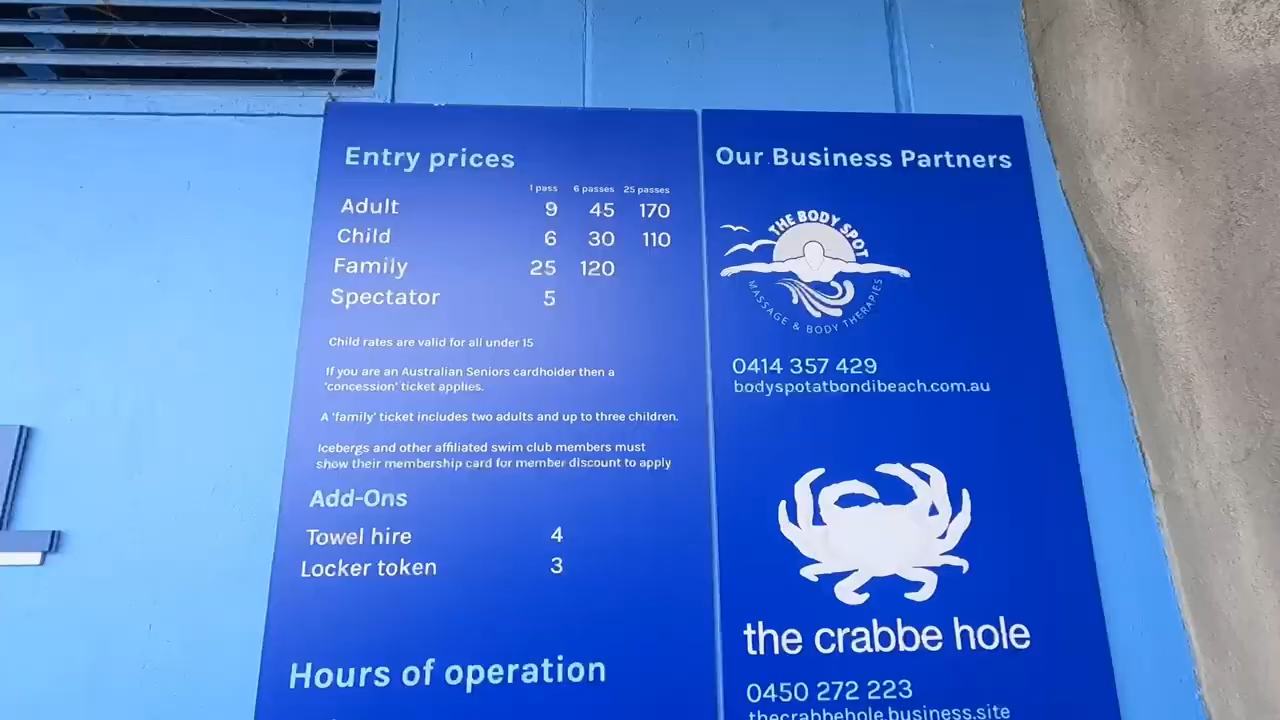 Entry prices
1 pass 6 passes 25 passes
Adult 9 45 170
Child 6 30 110
Family 25 120
Spectator 5
Child rates are valid for all under 15
If you are an Australian Seniors cardholder then a
'concession' ticket applies.
A 'family' ticket includes two adults and up to three children.
Icebergs and other affiliated swim club members must
show their membership card for member discount to apply
Add-Ons
Towel hire 4
Locker token 3
Hours of operation
Our Business Partners
THE BODY SPOT
MASSAGE & BODY THERAPIES
0414 357 429
bodyspotatbondibeach.com.au
the crabbe hole
0450 272 223
thecrabbehole.business.site